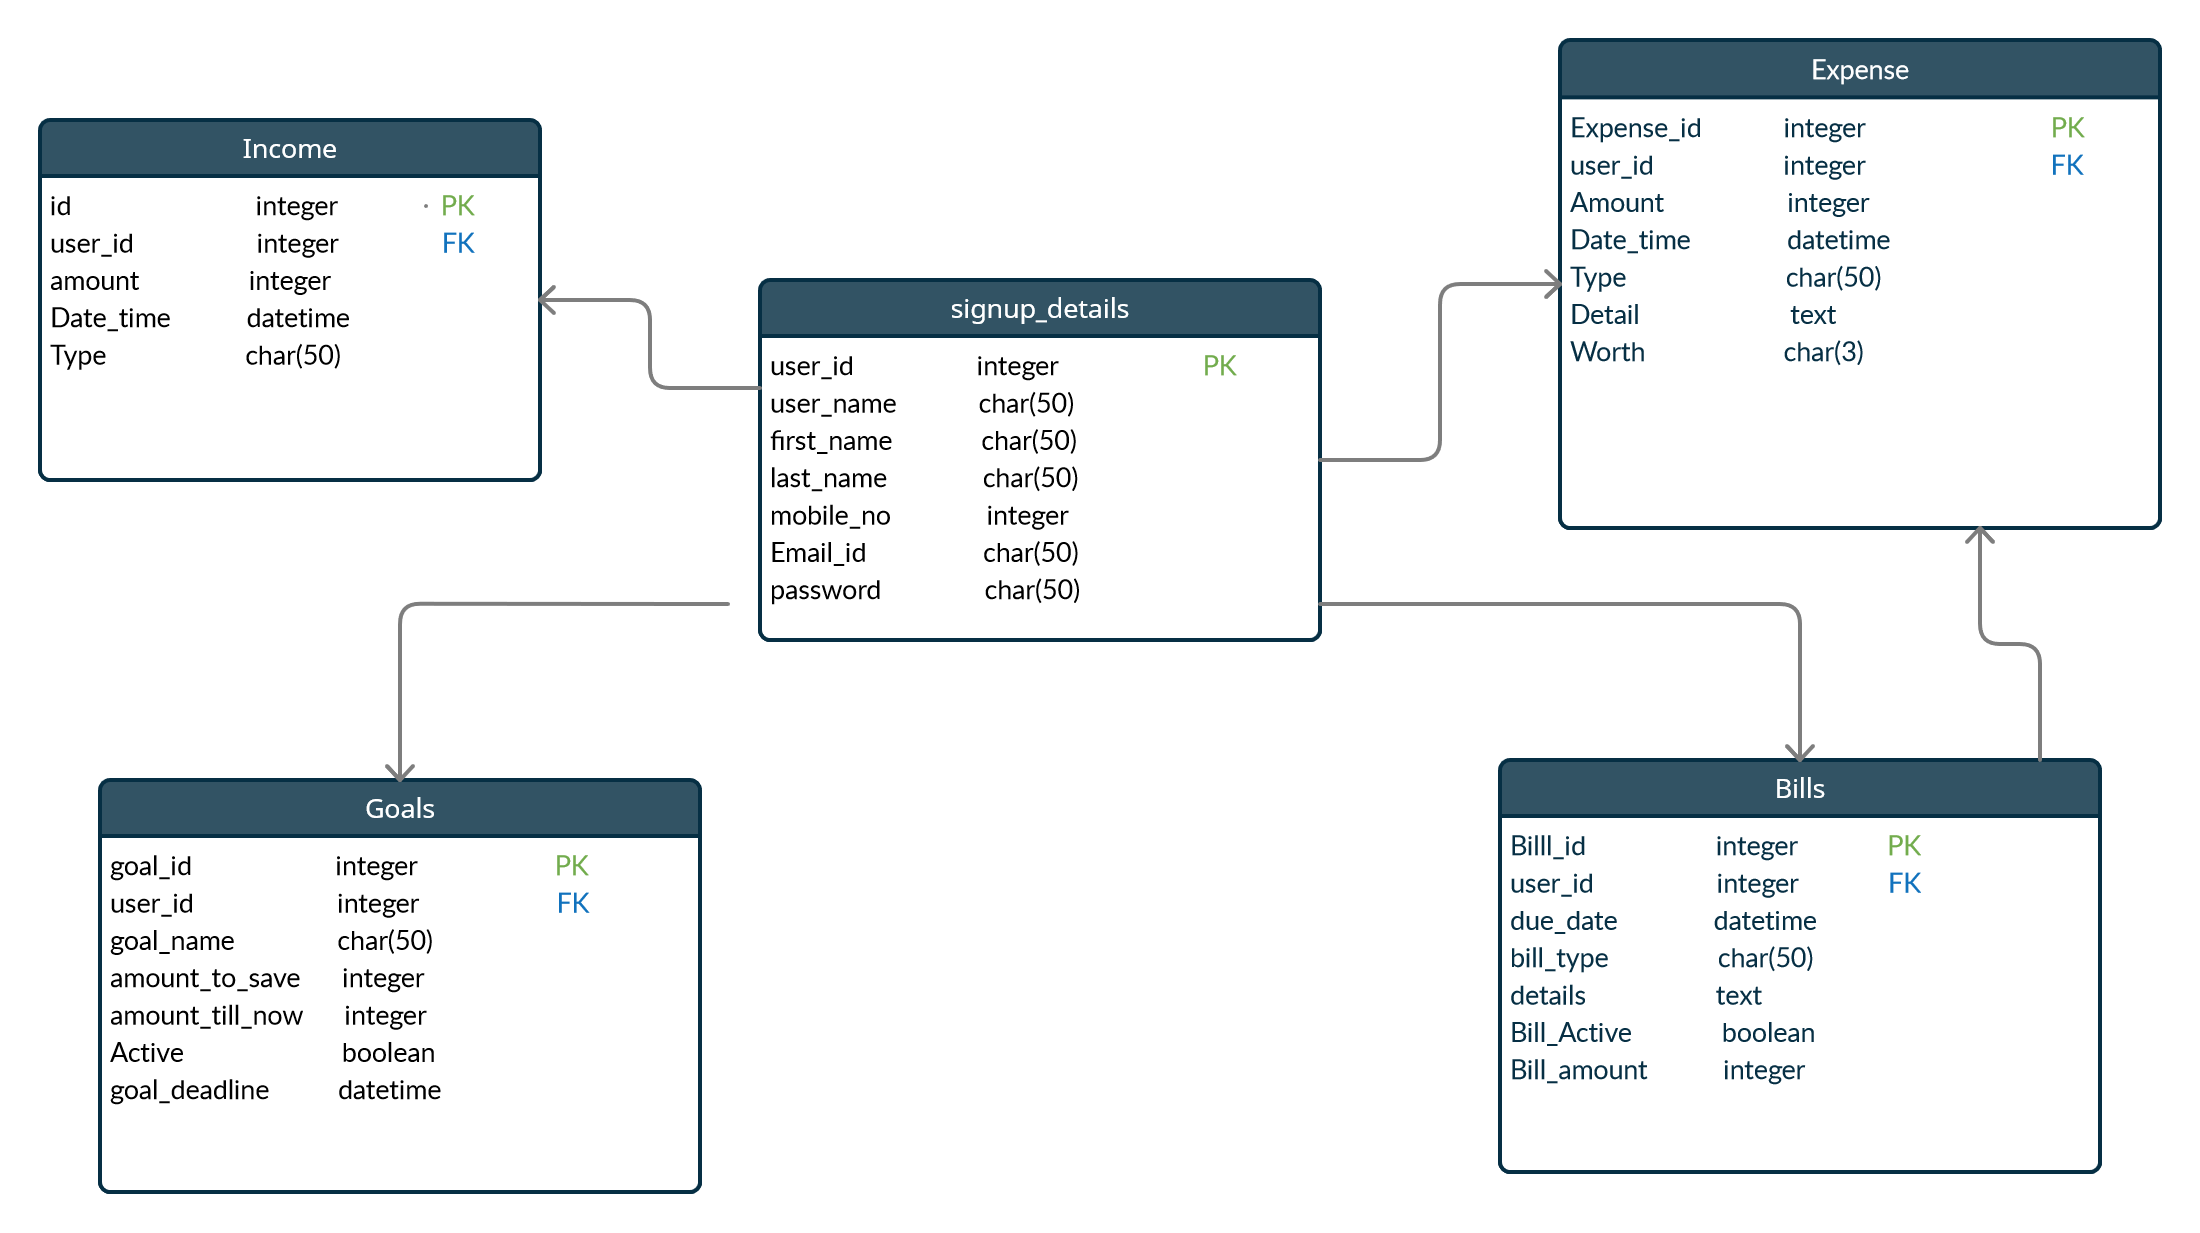 Income
id integer · PK
user_id integer FK
amount integer
Date_time datetime
Type char(50)
signup_details
user_id integer PK
user_name char(50)
first_name char(50)
last_name char(50)
mobile_no integer
Email_id char(50)
password char(50)
Expense
Expense_id integer PK
user_id integer FK
Amount integer
Date_time datetime
Type char(50)
Detail text
Worth char(3)
Goals
goal_id integer PK
user_id integer FK
goal_name char(50)
amount_to_save integer
amount_till_now integer
Active boolean
goal_deadline datetime
Bills
Billl_id integer PK
user_id integer FK
due_date datetime
bill_type char(50)
details text
Bill_Active boolean
Bill_amount integer